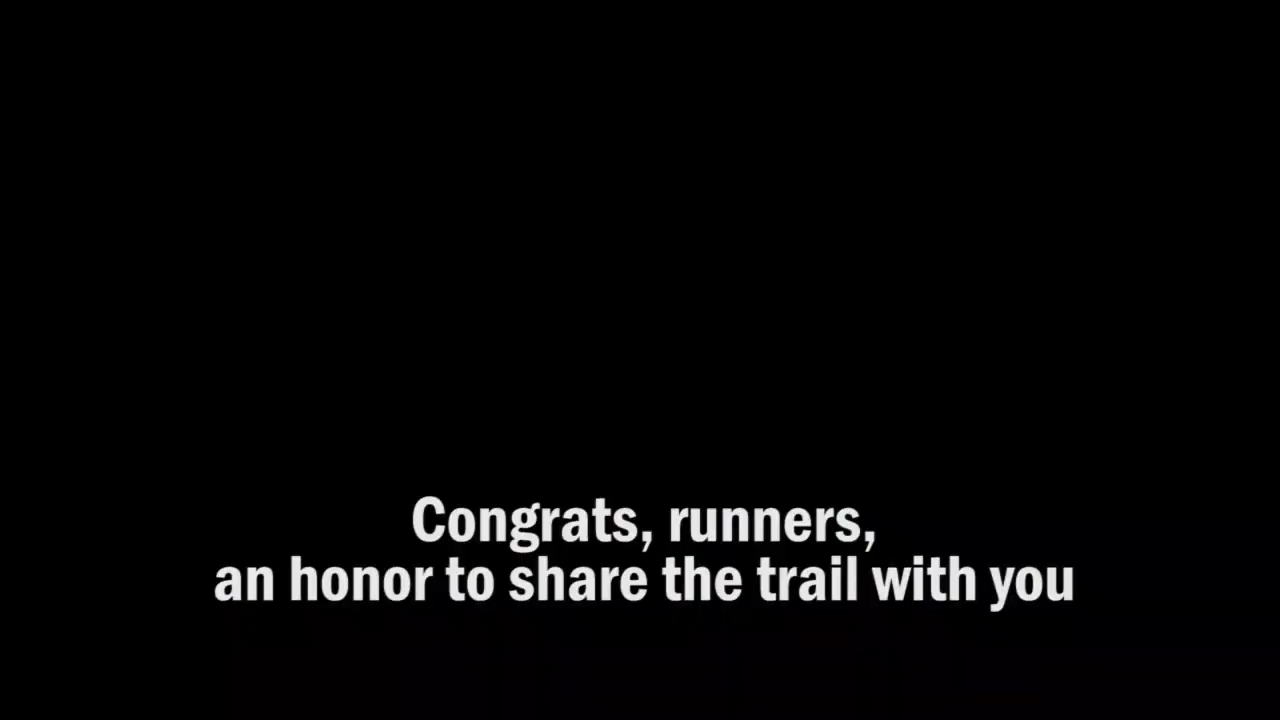 Congrats, runners,
an honor to share the trail with you